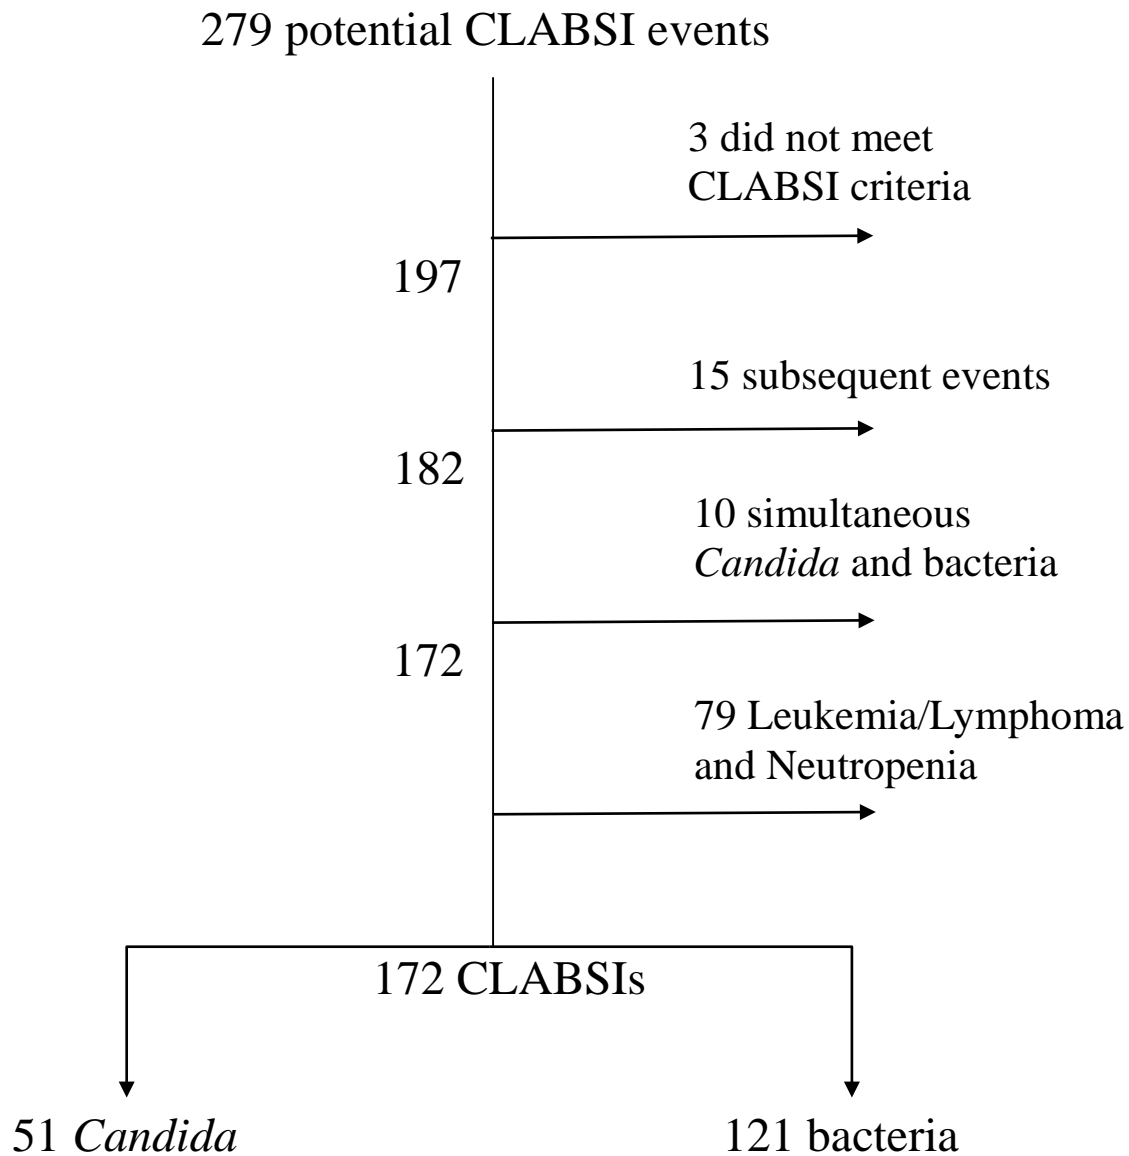 279 potential CLABSI events
3 did not meet
CLABSI criteria
197
15 subsequent events
182
10 simultaneous
Candida and bacteria
172
79 Leukemia/Lymphoma
and Neutropenia
172 CLABSIs
51 Candida
121 bacteria